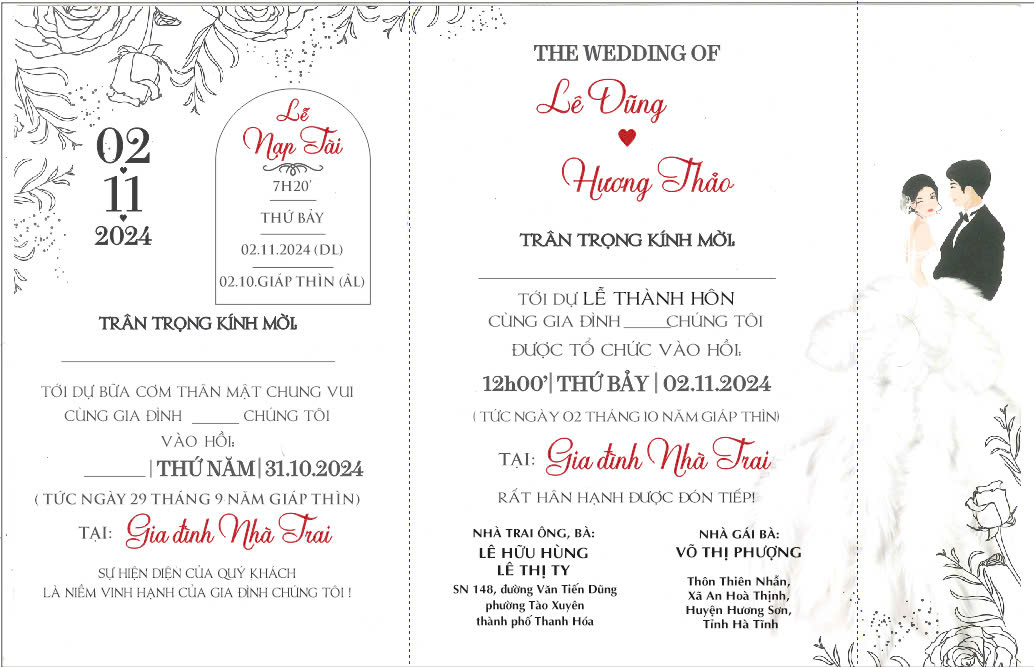 02
11
2024
Lễ
Nạp Tài
7H20'
THỨ BẢY
02.11.2024 (DL)
02.10.GIÁP THÌN (ÂL)
TRÂN TRỌNG KÍNH MỜI,
TỚI DỰ BỮA CƠM THÂN MẬT CHUNG VUI
CÙNG GIA ĐÌNH ______ CHÚNG TÔI
VÀO HỒI:
________ | THỨ NĂM | 31.10.2024
( TỨC NGÀY 29 THÁNG 9 NĂM GIÁP THÌN)
TẠI: Gia đình Nhà Trai
SỰ HIỆN DIỆN CỦA QUÝ KHÁCH
LÀ NIỀM VINH HẠNH CỦA GIA ĐÌNH CHÚNG TÔI !
THE WEDDING OF
Lê Dũng
Hương Thảo
TRÂN TRỌNG KÍNH MỜI,
TỚI DỰ LỄ THÀNH HÔN
CÙNG GIA ĐÌNH ______CHÚNG TÔI
ĐƯỢC TỔ CHỨC VÀO HỒI:
12h00'| THỨ BẢY | 02.11.2024
( TỨC NGÀY 02 THÁNG 10 NĂM GIÁP THÌN)
TẠI: Gia đình Nhà Trai
RẤT HÂN HẠNH ĐƯỢC ĐÓN TIẾP!
NHÀ TRAI ÔNG, BÀ:
LÊ HỮU HÙNG
LÊ THỊ TY
SN 148, đường Văn Tiến Dũng
phường Tào Xuyên
thành phố Thanh Hóa
NHÀ GÁI BÀ:
VÕ THỊ PHƯỢNG
Thôn Thiên Nhẫn,
Xã An Hoà Thịnh,
Huyện Hương Sơn,
Tỉnh Hà Tĩnh